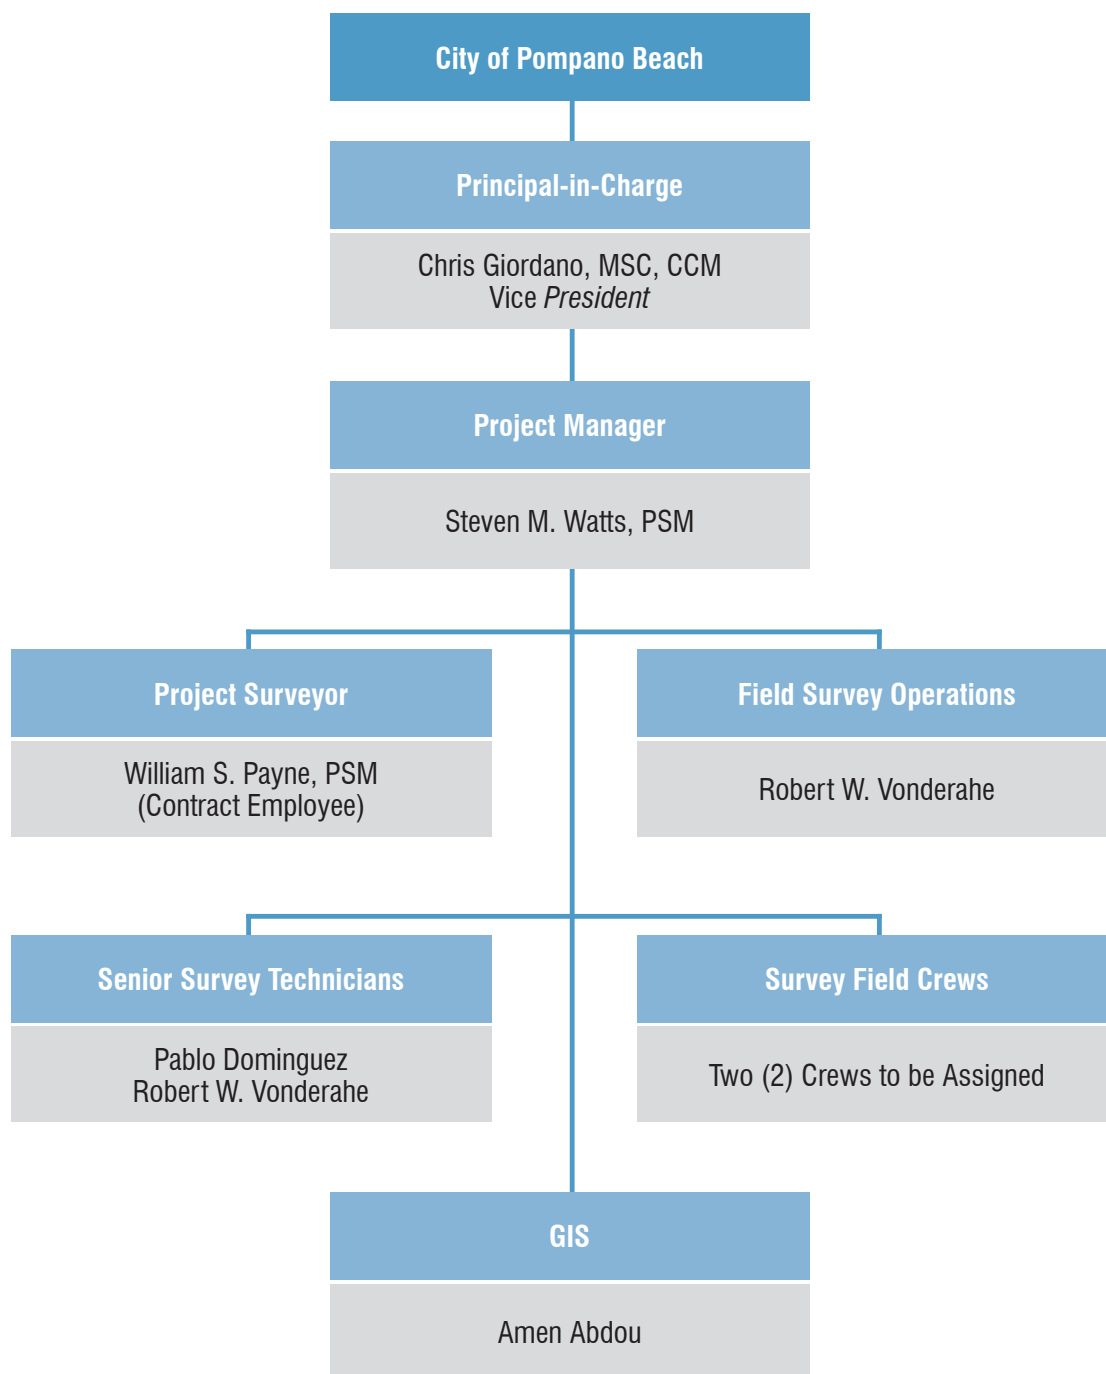 City of Pompano Beach
Principal-in-Charge
Chris Giordano, MSC, CCM
Vice President
Project Manager
Steven M. Watts, PSM
Project Surveyor
William S. Payne, PSM
(Contract Employee)
Field Survey Operations
Robert W. Vonderahe
Senior Survey Technicians
Pablo Dominguez
Robert W. Vonderahe
Survey Field Crews
Two (2) Crews to be Assigned
GIS
Amen Abdou